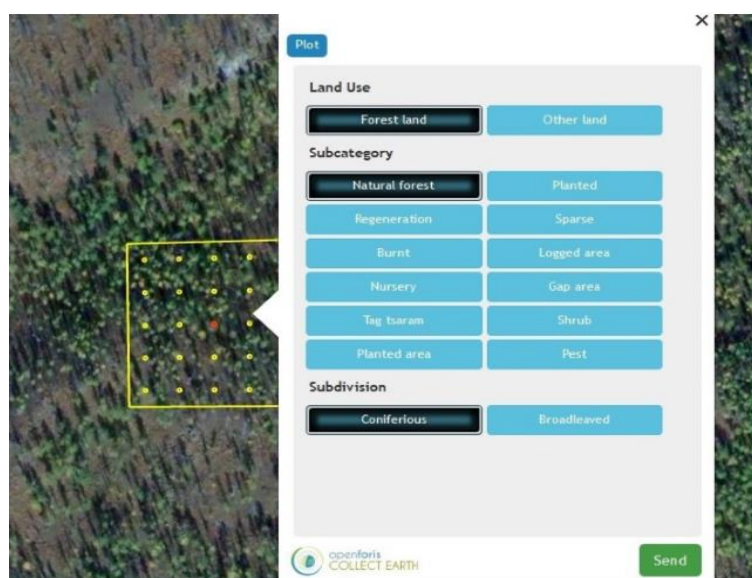 ×
Plot
Land Use
Forest land Other land
Subcategory
Natural forest Planted
Regeneration Sparse
Burnt Logged area
Nursery Gap area
Tag tsaram Shrub
Planted area Pest
Subdivision
Coniferious Broadleaved
openforis
COLLECT EARTH
Send